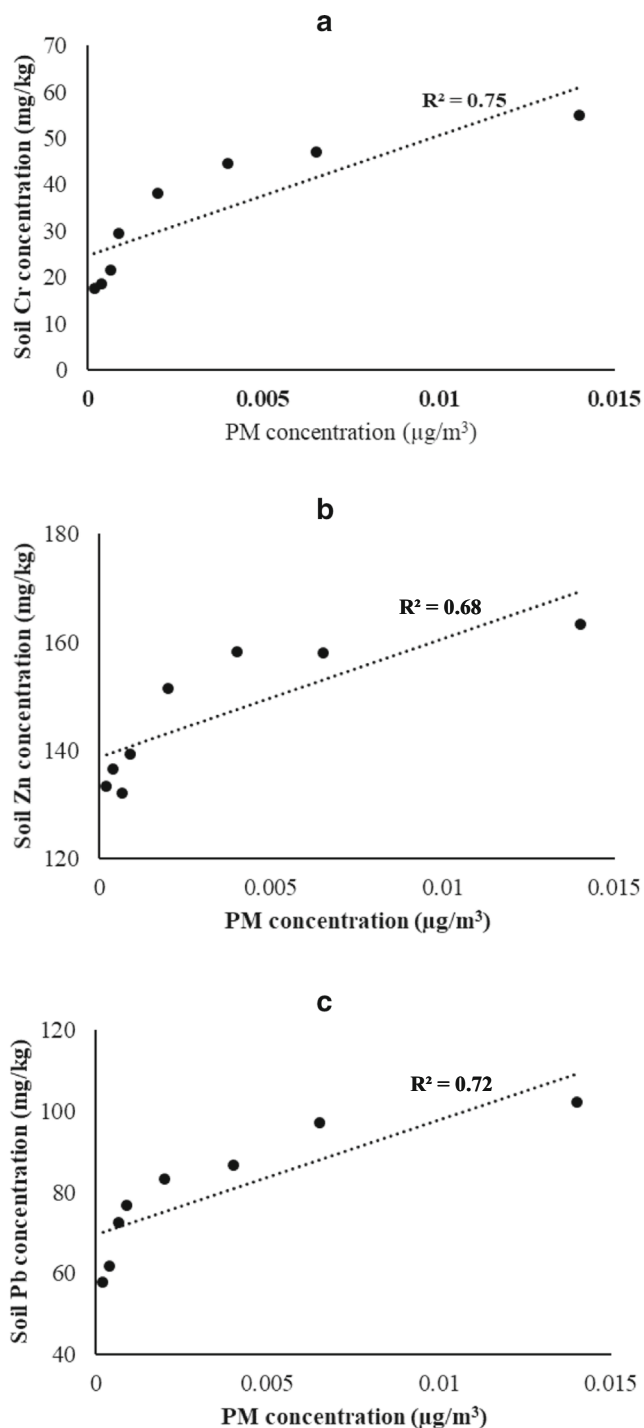 a
Soil Cr concentration (mg/kg)
70
60
50
40
30
20
10
0
R² = 0.75
0 0.005 0.01 0.015
PM concentration (µg/m³)
b
Soil Zn concentration (mg/kg)
180
160
140
120
R² = 0.68
0 0.005 0.01 0.015
PM concentration (µg/m³)
c
Soil Pb concentration (mg/kg)
120
100
80
60
40
R² = 0.72
0 0.005 0.01 0.015
PM concentration (µg/m³)